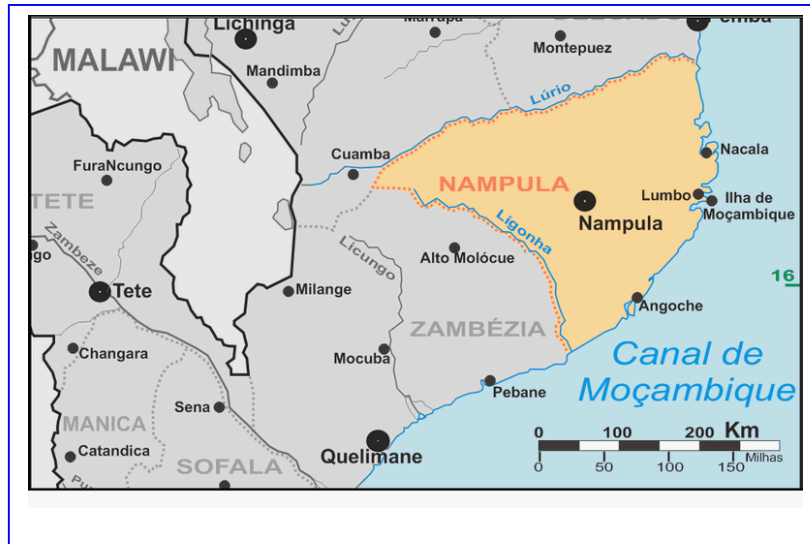 Lichinga
MALAWI
Mandimba
Montepuez
Lúrio
Nacala
Cuamba
FuraNcungo
NAMPULA
Lumbo
Ilha de
Moçambique
TETE
Nampula
Ligonha
Zambeze
Licungo
Alto Molócue
16
Tete
Milange
Angoche
ZAMBÉZIA
Changara
Mocuba
Canal de
Moçambique
Pebane
Sena
MANICA
0 100 200 Km
Catandica
Quelimane
SOFALA
0 50 100 150 Milhas